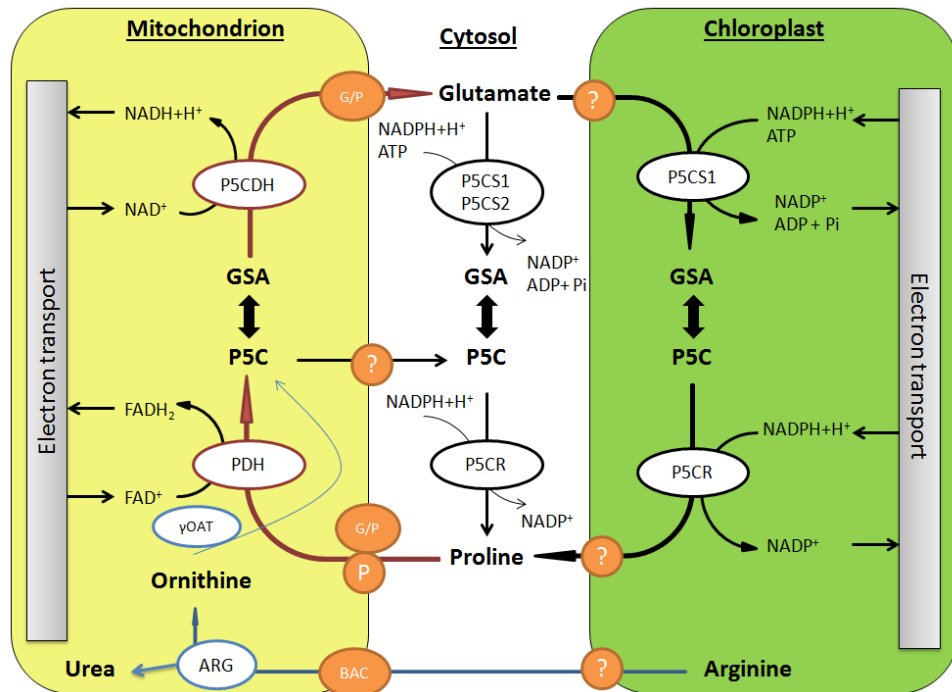 Mitochondrion
Cytosol
Chloroplast
Electron transport
NADH+H⁺
P5CDH
NAD⁺
GSA
P5C
FADH₂
PDH
FAD⁺
γOAT
Ornithine
Urea
ARG
G/P
?
G/P
P
BAC
Glutamate
NADPH+H⁺
ATP
P5CS1
P5CS2
NADP⁺
ADP+ Pi
GSA
P5C
NADPH+H⁺
P5CR
NADP⁺
Proline
?
?
?
NADPH+H⁺
ATP
P5CS1
NADP⁺
ADP + Pi
GSA
P5C
NADPH+H⁺
P5CR
NADP⁺
Arginine
Electron transport